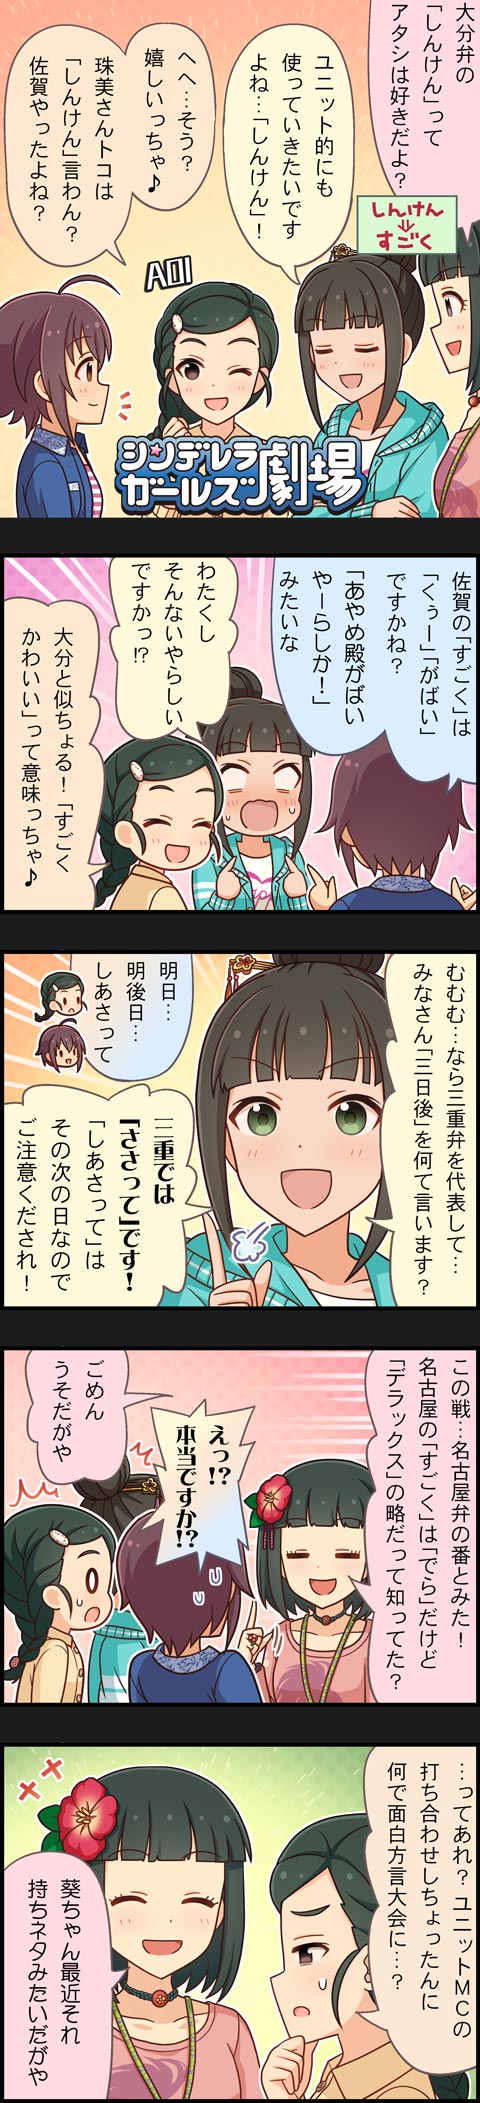 大分弁の
「しんけん」って
アタシは好きだよ?
しんけん
⇓
すごく
ユニット的にも
使っていきたいです
よね…「しんけん」!
へへ…そう?
嬉しいっちゃ♪
珠美さんトコは
「しんけん」言わん?
佐賀やったよね?
AOI
シンデレラ
ガールズ劇場
佐賀の「すごく」は
「くぅー」「がばい」
ですかね?
「あやめ殿がばい
やーらしか!」
みたいな
わたくし
そんないやらしい
ですかっ!?
大分と似ちょる!「すごく
かわいい」って意味っちゃ♪
むむむ…なら三重弁を代表して…
みなさん「三日後」を何て言います?
明日…
明後日…
しあさって
三重では
『ささって』です!
「しあさって」は
その次の日なので
ご注意くだされ!
この戦…名古屋弁の番とみた!
名古屋の「すごく」は「でら」だけど
「デラックス」の略だって知ってた?
えっ!?
本当ですか!?
ごめん
うそだがや
…ってあれ?ユニットMCの
打ち合わせしちょったんに
何で面白方言大会に…?
葵ちゃん最近それ
持ちネタみたいだがや